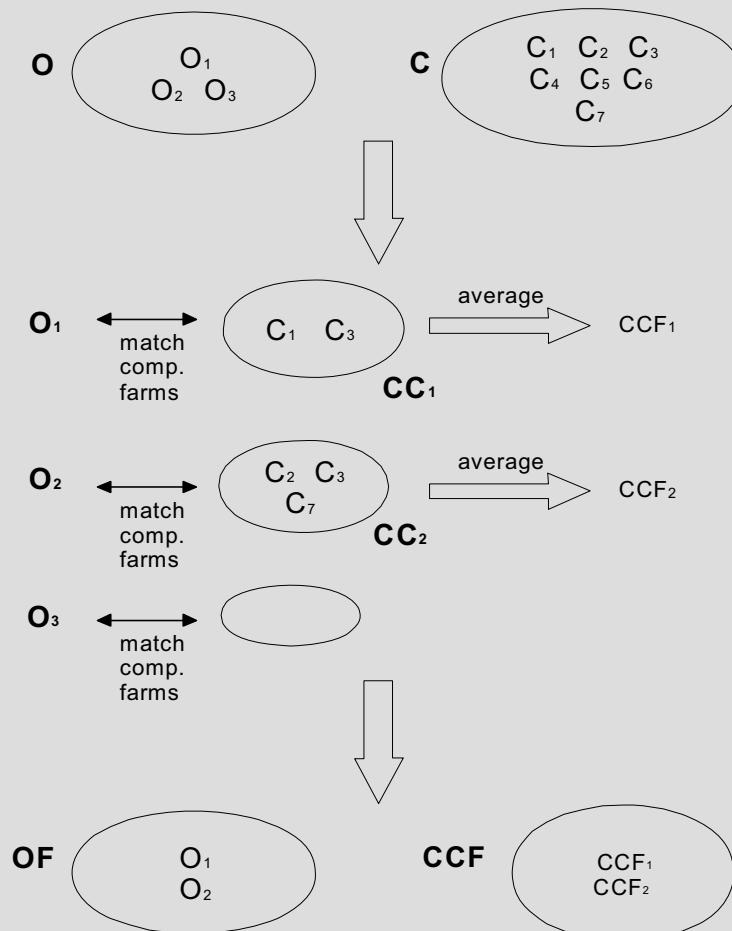 O
O₁
O₂ O₃
C
C₁ C₂ C₃
C₄ C₅ C₆
C₇
O₁
match
comp.
farms
C₁ C₃
CC₁
average
CCF₁
O₂
match
comp.
farms
C₂ C₃
C₇
CC₂
average
CCF₂
O₃
match
comp.
farms
OF
O₁
O₂
CCF
CCF₁
CCF₂